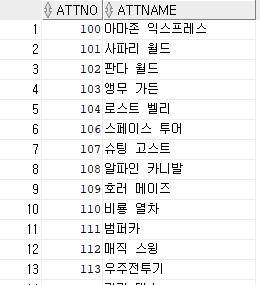 ATTNO ATTNAME
1 100 아마존 익스프레스
2 101 사파리 월드
3 102 판다 월드
4 103 앵무 가든
5 104 로스트 벨리
6 106 스페이스 투어
7 107 슈팅 고스트
8 108 알파인 카니발
9 109 호러 메이즈
10 110 비룡 열차
11 111 범퍼카
12 112 매직 스윙
13 113 우주전투기